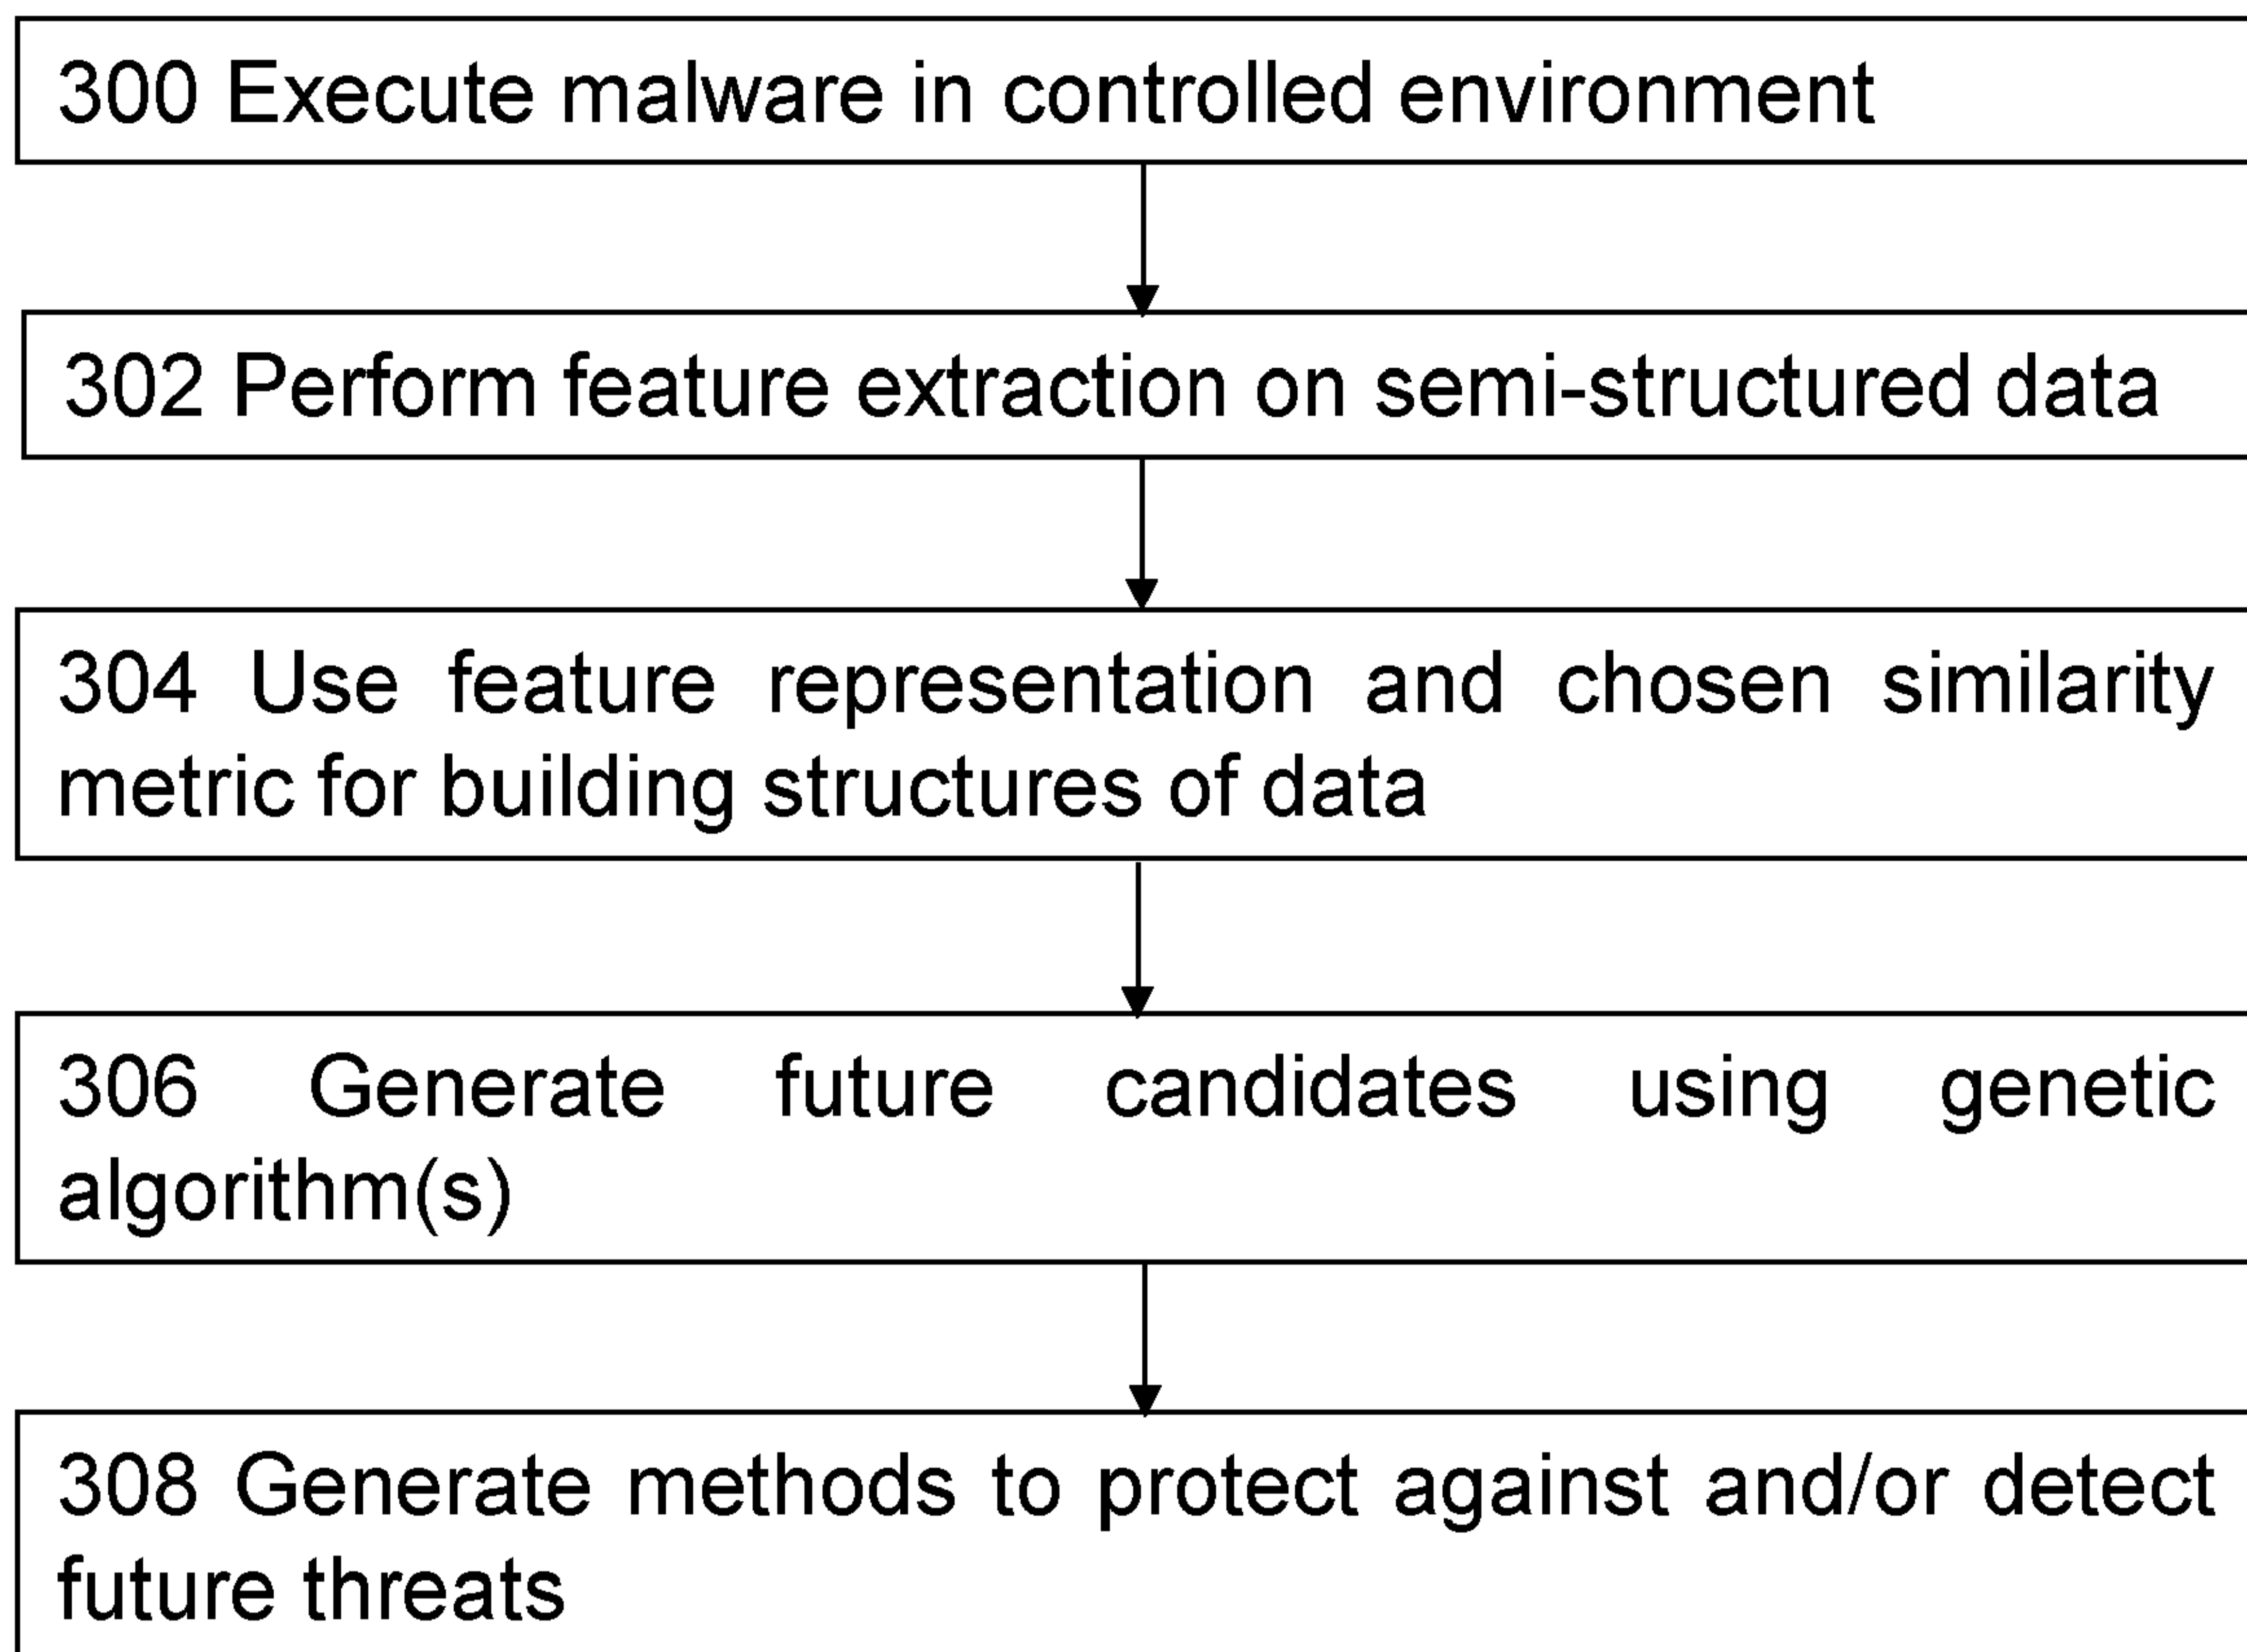 300 Execute malware in controlled environment
302 Perform feature extraction on semi-structured data
304 Use feature representation and chosen similarity
metric for building structures of data
306 Generate future candidates using genetic
algorithm(s)
308 Generate methods to protect against and/or detect
future threats